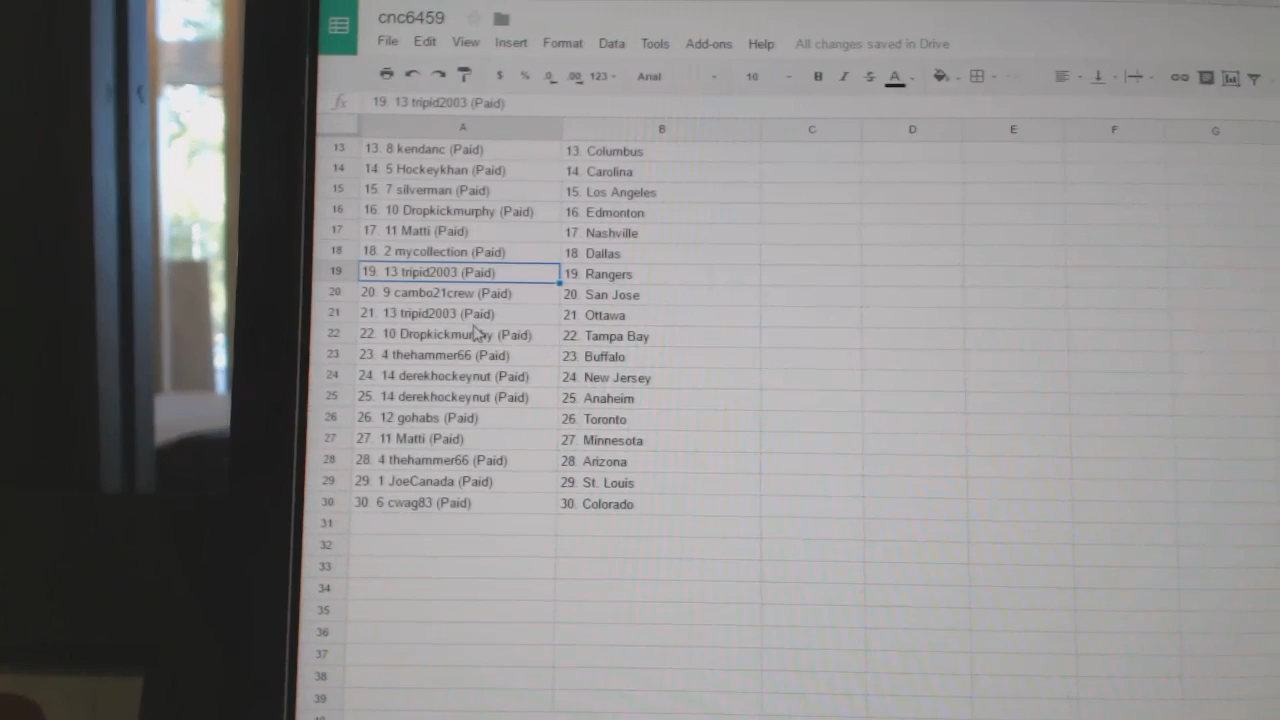 cnc6459
File Edit View Insert Format Data Tools Add-ons Help All changes saved in Drive
$ % .0 .00 123 Arial 10 B I S A
fx 19. 13 tripid2003 (Paid)
A B C D E F G
13 13. 8 kendanc (Paid) 13. Columbus
14 14. 5 Hockeykhan (Paid) 14. Carolina
15 15. 7 silverman (Paid) 15. Los Angeles
16 16. 10 Dropkickmurphy (Paid) 16. Edmonton
17 17. 11 Matti (Paid) 17. Nashville
18 18. 2 mycollection (Paid) 18. Dallas
19 19. 13 tripid2003 (Paid) 19. Rangers
20 20. 9 cambo21crew (Paid) 20. San Jose
21 21. 13 tripid2003 (Paid) 21. Ottawa
22 22. 10 Dropkickmurphy (Paid) 22. Tampa Bay
23 23. 4 thehammer66 (Paid) 23. Buffalo
24 24. 14 derekhockeynut (Paid) 24. New Jersey
25 25. 14 derekhockeynut (Paid) 25. Anaheim
26 26. 12 gohabs (Paid) 26. Toronto
27 27. 11 Matti (Paid) 27. Minnesota
28 28. 4 thehammer66 (Paid) 28. Arizona
29 29. 1 JoeCanada (Paid) 29. St. Louis
30 30. 6 cwag83 (Paid) 30. Colorado
31
32
33
34
35
36
37
38
39